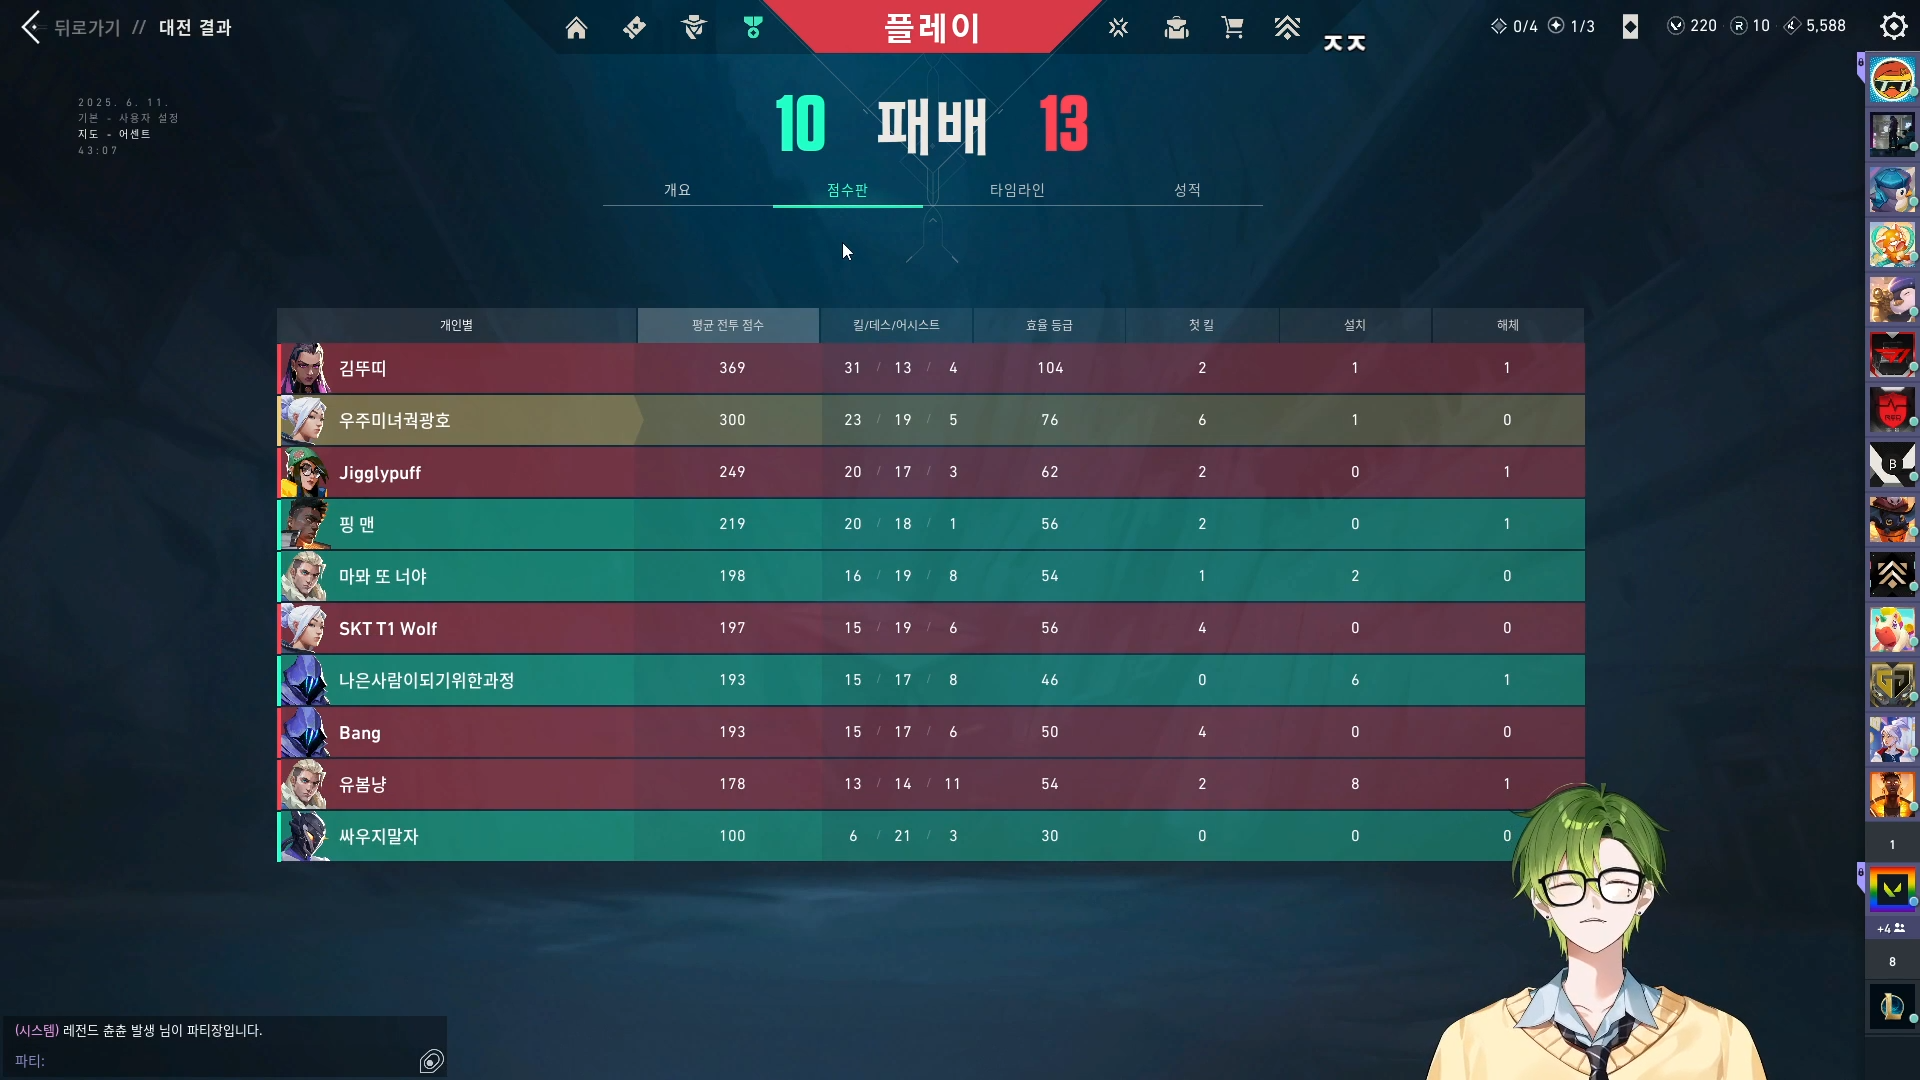 뒤로가기 // 대전 결과
플레이
ㅈㅈ
0/4 1/3 220 10 5,588
2025. 6. 11.
기본 - 사용자 설정
지도 - 어센트
43:07
10 패배 13
개요 점수판 타임라인 성적
개인별 평균 전투 점수 킬/데스/어시스트 효율 등급 첫 킬 설치 해체
김뚜띠 369 31 / 13 / 4 104 2 1 1
우주미녀궉광호 300 23 / 19 / 5 76 6 1 0
Jigglypuff 249 20 / 17 / 3 62 2 0 1
핑 맨 219 20 / 18 / 1 56 2 0 1
마봐 또 너야 198 16 / 19 / 8 54 1 2 0
SKT T1 Wolf 197 15 / 19 / 6 56 4 0 0
나은사람이되기위한과정 193 15 / 17 / 8 46 0 6 1
Bang 193 15 / 17 / 6 50 4 0 0
유봄냥 178 13 / 14 / 11 54 2 8 1
싸우지말자 100 6 / 21 / 3 30 0 0 0
1
+4
8
(시스템) 레전드 츈츈 발생 님이 파티장입니다.
파티: